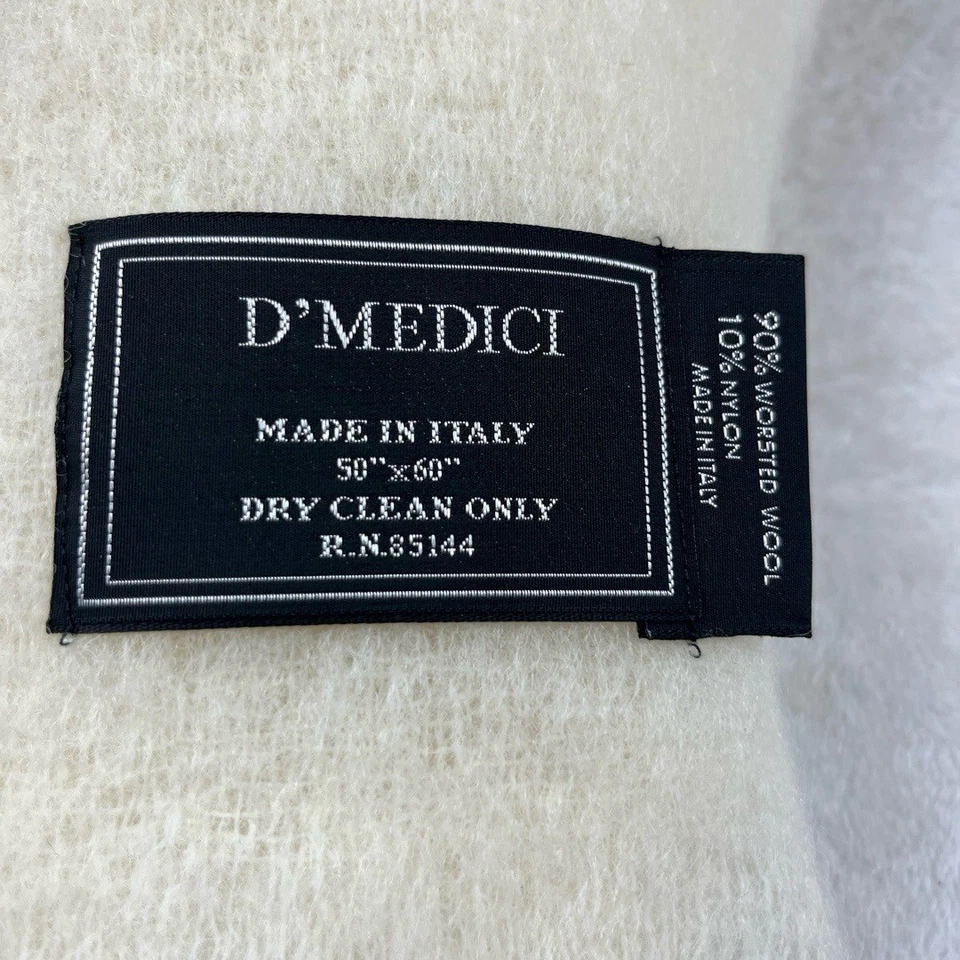 D'MEDICI
MADE IN ITALY
50"x60"
DRY CLEAN ONLY
R.N.85144
90% WORSTED WOOL
10% NYLON
MADE IN ITALY